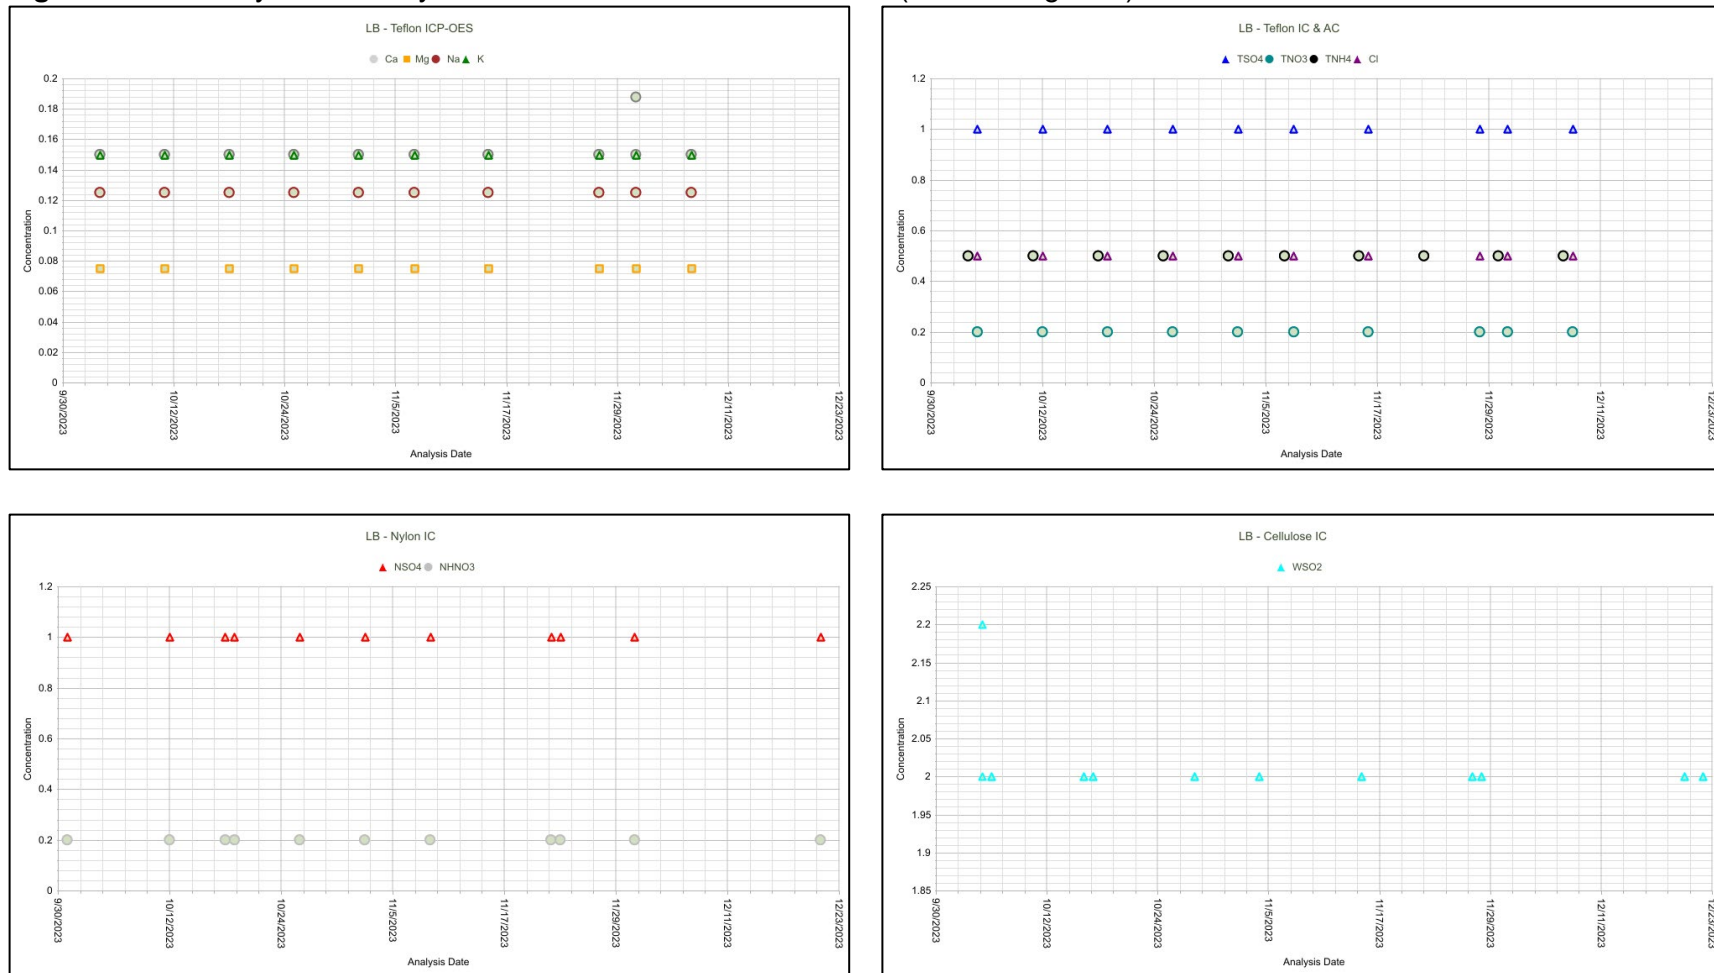 LB - Teflon ICP-OES
Ca Mg Na K
0.2
0.18
0.16
0.14
0.12
0.1
0.08
0.06
0.04
0.02
0
Concentration
9/30/2023 10/12/2023 10/24/2023 11/5/2023 11/17/2023 11/29/2023 12/11/2023 12/23/2023
Analysis Date
LB - Teflon IC & AC
TSO4 TNO3 TNH4 Cl
1.2
1
0.8
0.6
0.4
0.2
0
Concentration
9/30/2023 10/12/2023 10/24/2023 11/5/2023 11/17/2023 11/29/2023 12/11/2023 12/23/2023
Analysis Date
LB - Nylon IC
NSO4 NHNO3
1.2
1
0.8
0.6
0.4
0.2
0
Concentration
9/30/2023 10/12/2023 10/24/2023 11/5/2023 11/17/2023 11/29/2023 12/11/2023 12/23/2023
Analysis Date
LB - Cellulose IC
WSO2
2.25
2.2
2.15
2.1
2.05
2
1.95
1.9
1.85
Concentration
9/30/2023 10/12/2023 10/24/2023 11/5/2023 11/17/2023 11/29/2023 12/11/2023 12/23/2023
Analysis Date